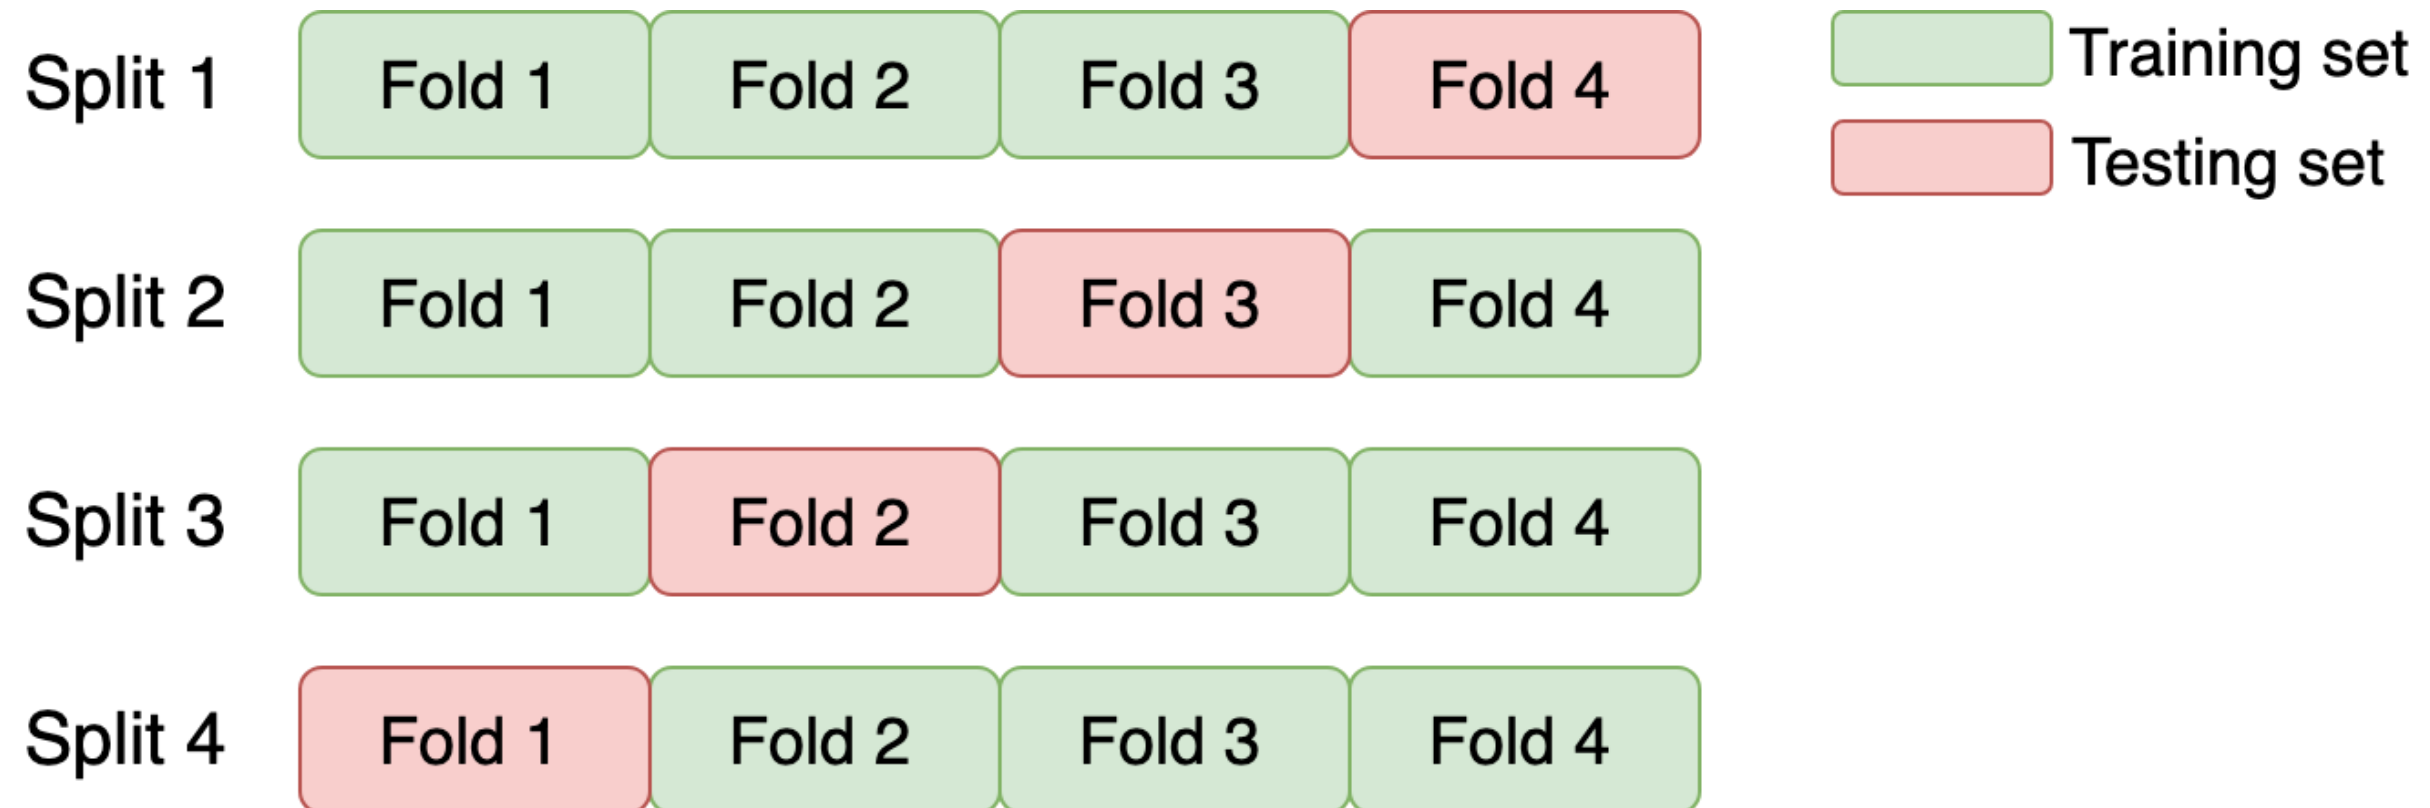 Split 1 Fold 1 Fold 2 Fold 3 Fold 4
Training set
Testing set
Split 2 Fold 1 Fold 2 Fold 3 Fold 4
Split 3 Fold 1 Fold 2 Fold 3 Fold 4
Split 4 Fold 1 Fold 2 Fold 3 Fold 4